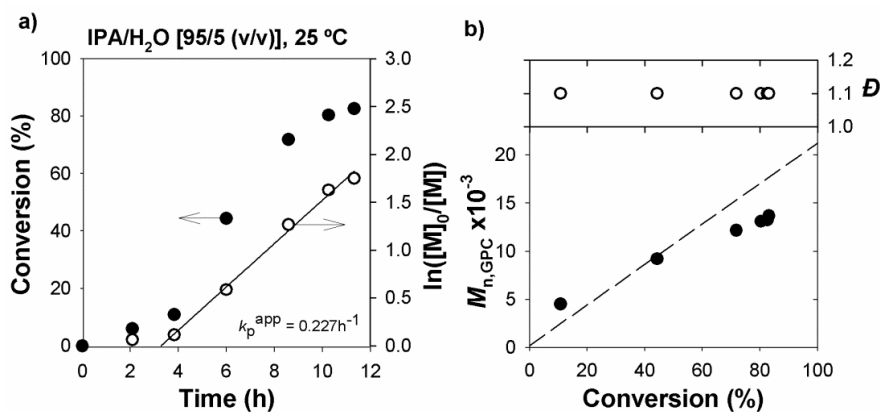 a)
IPA/H2O [95/5 (v/v)], 25 ºC
100
80
60
40
20
0
Conversion (%)
3.0
2.5
2.0
1.5
1.0
0.5
0.0
ln([M]0/[M])
kp^app = 0.227h^-1
0 2 4 6 8 10 12
Time (h)
b)
1.2
1.1
1.0
Đ
20
15
10
5
0
Mn,GPC x10^-3
0 20 40 60 80 100
Conversion (%)